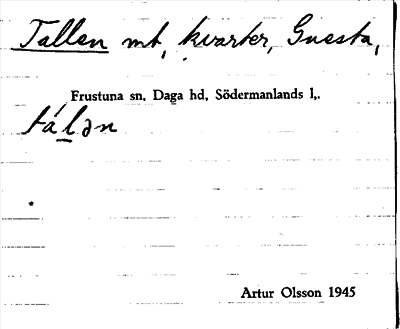 Tallen mt, kvarter, Gnesta,
Frustuna sn, Daga hd, Södermanlands l,.
tálən
Artur Olsson 1945